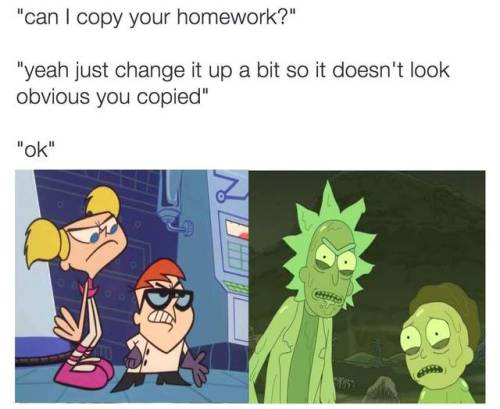 "can I copy your homework?"
"yeah just change it up a bit so it doesn't look
obvious you copied"
"ok"